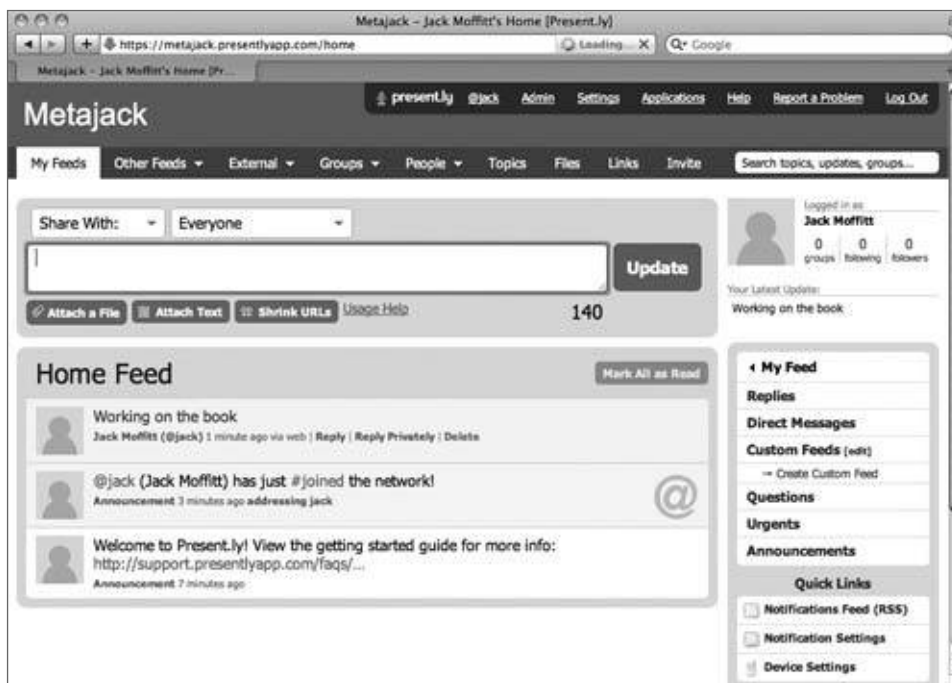 Metajack – Jack Moffitt's Home [Present.ly]
https://metajack.presentlyapp.com/home
Loading...
Google
Metajack – Jack Moffitt's Home [Pr...
Metajack
present.ly @jack Admin Settings Applications Help Report a Problem Log Out
My Feeds Other Feeds External Groups People Topics Files Links Invite
Search topics, updates, groups...
Share With: Everyone
Update
Attach a File Attach Text Shrink URLs Usage Help 140
Logged in as
Jack Moffitt
0 0 0
groups following followers
Your Latest Update:
Working on the book
Home Feed
Mark All as Read
Working on the book
Jack Moffitt (@jack) 1 minute ago via web | Reply | Reply Privately | Delete
@jack (Jack Moffitt) has just #joined the network!
Announcement 3 minutes ago addressing jack
@
Welcome to Present.ly! View the getting started guide for more info:
http://support.presentlyapp.com/faqs/...
Announcement 7 minutes ago
My Feed
Replies
Direct Messages
Custom Feeds [edit]
→ Create Custom Feed
Questions
Urgents
Announcements
Quick Links
Notifications Feed (RSS)
Notification Settings
Device Settings